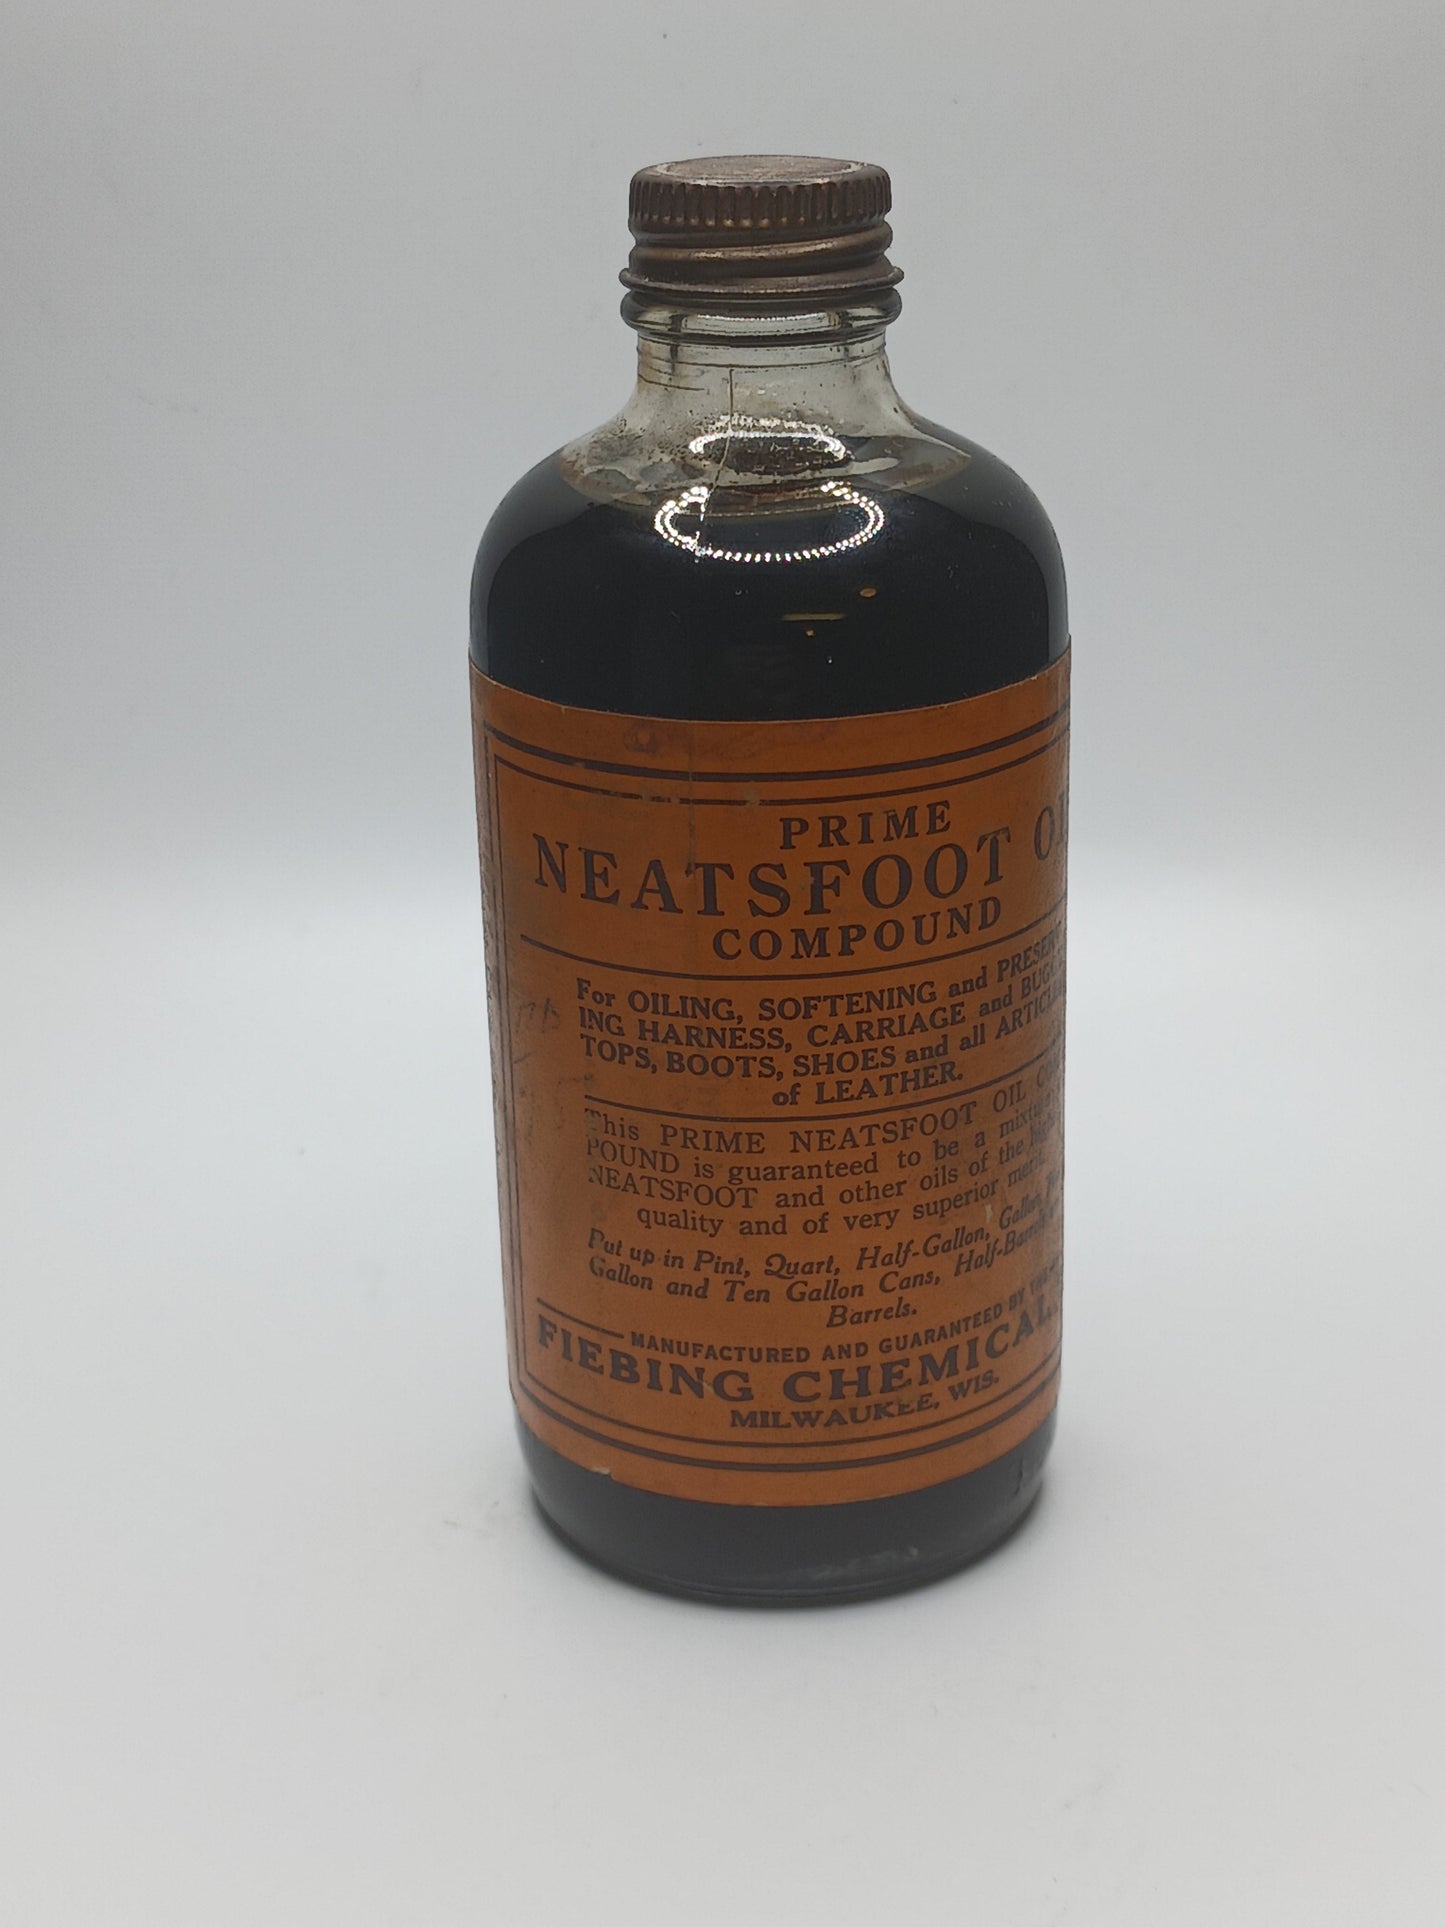 PRIME
NEATSFOOT
COMPOUND
For OILING, SOFTENING and
ING HARNESS, CARRIAGE and
TOPS, BOOTS, SHOES and all
of LEATHER.
This PRIME NEATSFOOT OIL
POUND is guaranteed to be a
NEATSFOOT and other oils of the
quality and of very superior merit.
Put up in Pint, Quart, Half-Gallon, Gallon,
Gallon and Ten Gallon Cans,
Barrels.
MANUFACTURED AND GUARANTEED BY THE
FIEBING CHEMICAL
MILWAUKEE, WIS.